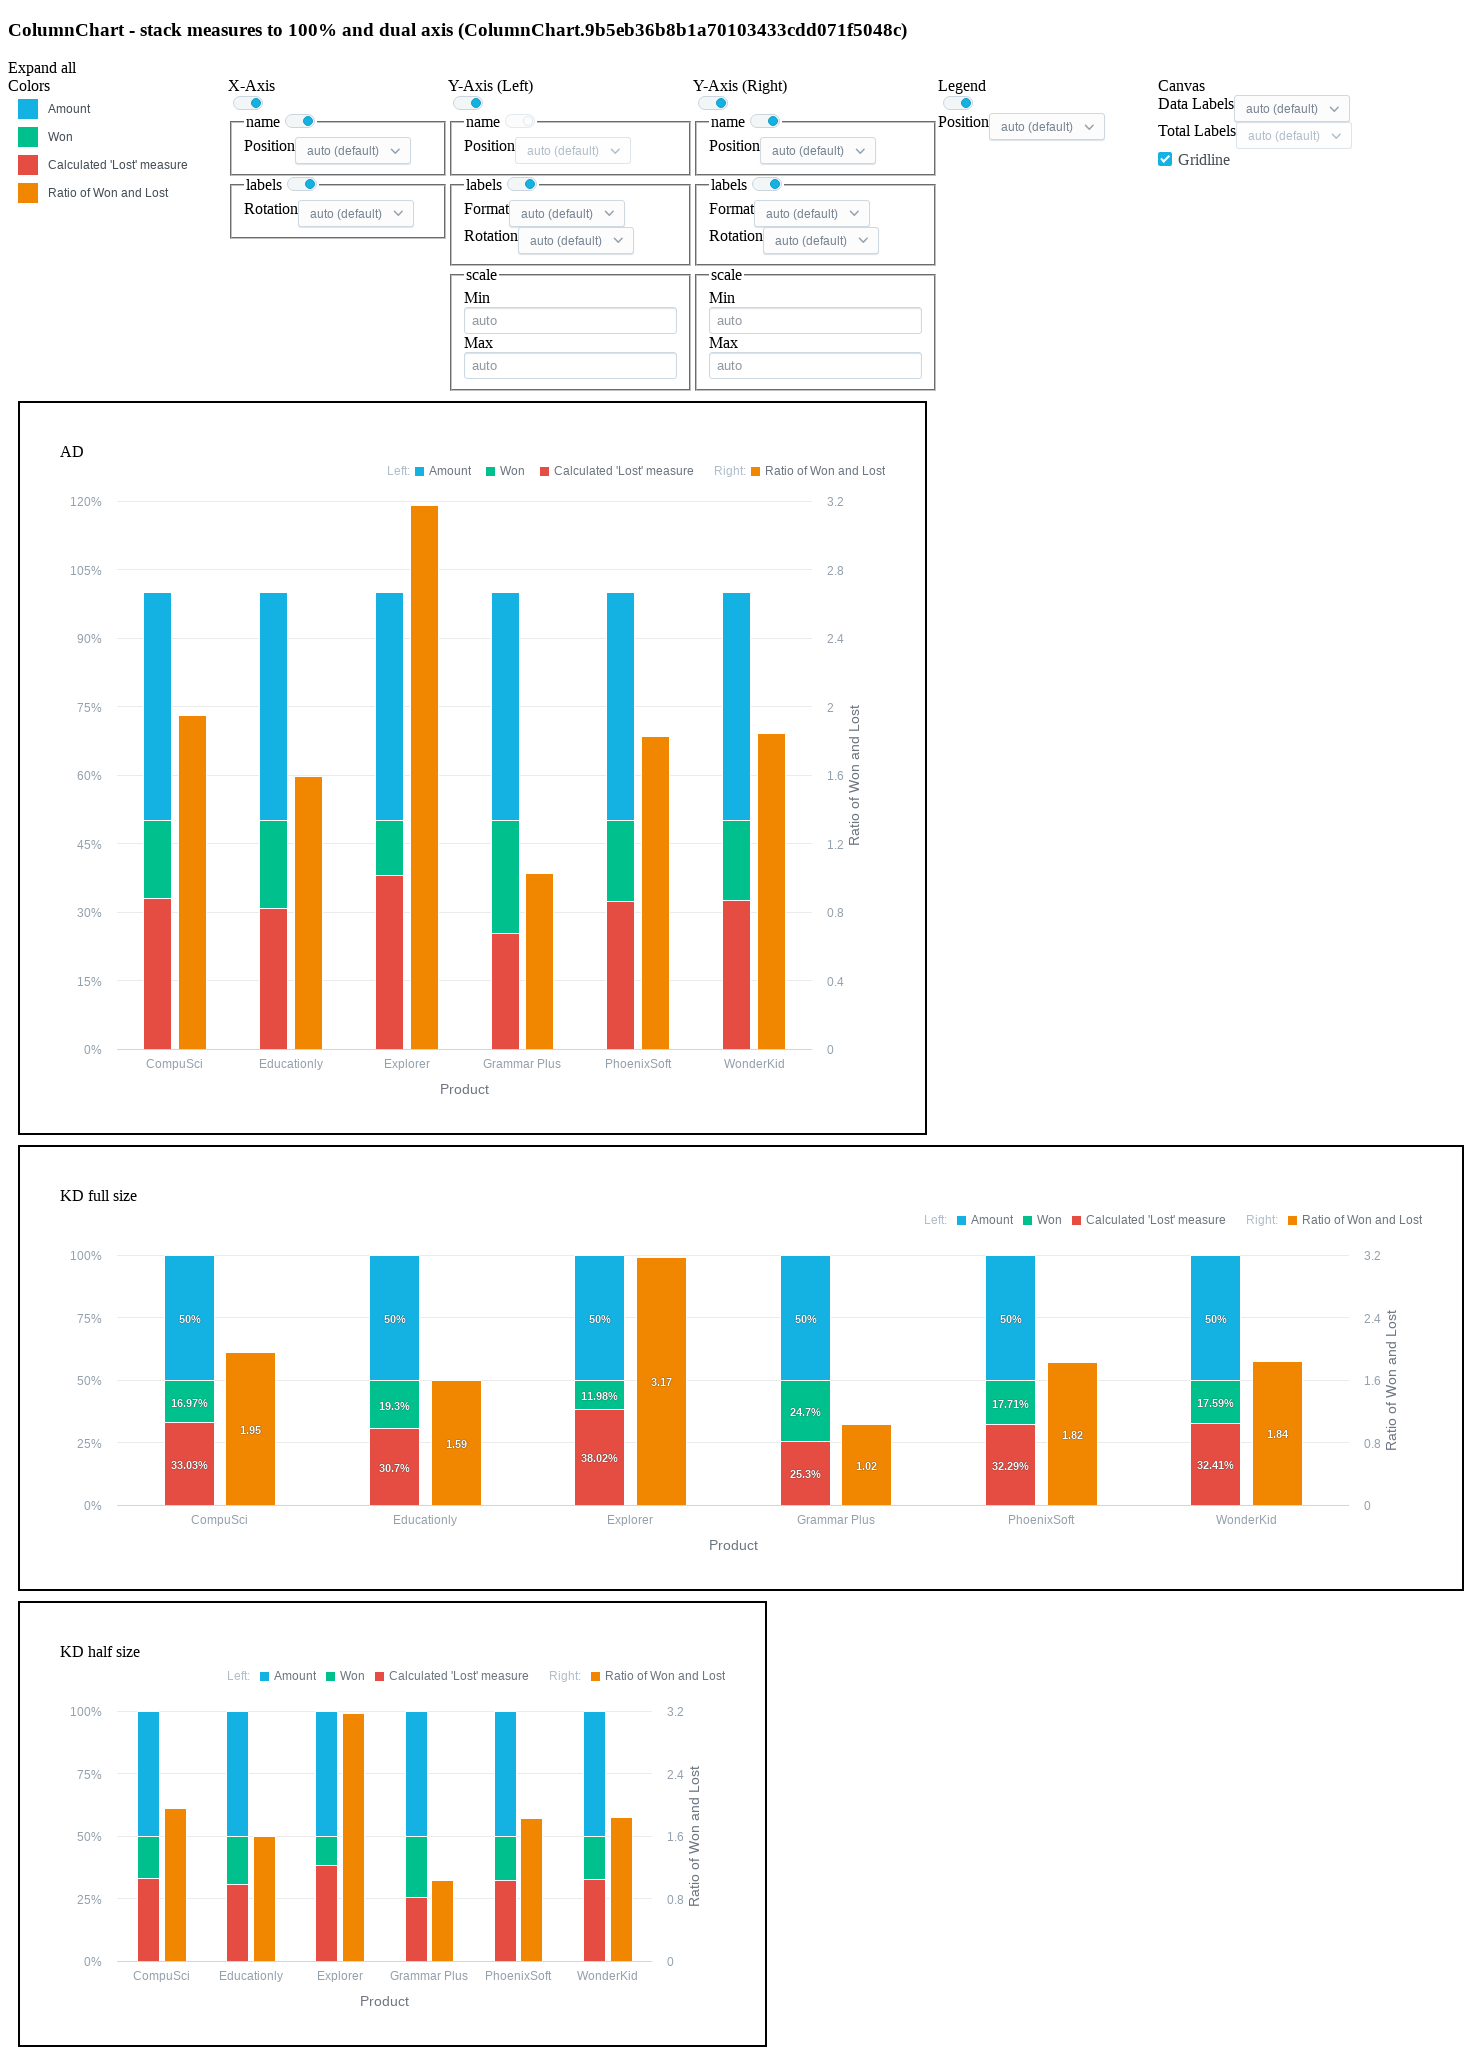 ColumnChart - stack measures to 100% and dual axis (ColumnChart.9b5eb36b8b1a70103433cdd071f5048c)
Expand all
Colors
Amount
Won
Calculated 'Lost' measure
Ratio of Won and Lost
X-Axis
name
Position auto (default)
labels
Rotation auto (default)
Y-Axis (Left)
name
Position auto (default)
labels
Format auto (default)
Rotation auto (default)
scale
Min
auto
Max
auto
Y-Axis (Right)
name
Position auto (default)
labels
Format auto (default)
Rotation auto (default)
scale
Min
auto
Max
auto
Legend
Position auto (default)
Canvas
Data Labels auto (default)
Total Labels auto (default)
Gridline
AD
Left: Amount Won Calculated 'Lost' measure Right: Ratio of Won and Lost
120% 3.2
105% 2.8
90% 2.4
75% 2
60% 1.6
45% 1.2
30% 0.8
15% 0.4
0% 0
Ratio of Won and Lost
CompuSci Educationly Explorer Grammar Plus PhoenixSoft WonderKid
Product
KD full size
Left: Amount Won Calculated 'Lost' measure Right: Ratio of Won and Lost
100% 3.2
75% 2.4
50% 1.6
25% 0.8
0% 0
50% 50% 50% 50% 50% 50%
16.97% 19.3% 11.98% 24.7% 17.71% 17.59%
33.03% 30.7% 38.02% 25.3% 32.29% 32.41%
1.95 1.59 3.17 1.02 1.82 1.84
Ratio of Won and Lost
CompuSci Educationly Explorer Grammar Plus PhoenixSoft WonderKid
Product
KD half size
Left: Amount Won Calculated 'Lost' measure Right: Ratio of Won and Lost
100% 3.2
75% 2.4
50% 1.6
25% 0.8
0% 0
Ratio of Won and Lost
CompuSci Educationly Explorer Grammar Plus PhoenixSoft WonderKid
Product